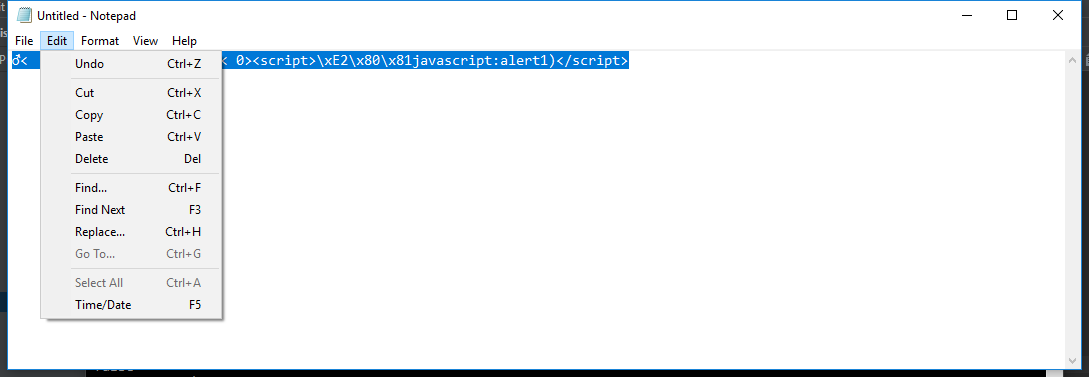 Untitled - Notepad
File Edit Format View Help
♂< < 0><script>\xE2\x80\x81javascript:alert1)</script>
Undo Ctrl+Z
Cut Ctrl+X
Copy Ctrl+C
Paste Ctrl+V
Delete Del
Find... Ctrl+F
Find Next F3
Replace... Ctrl+H
Go To... Ctrl+G
Select All Ctrl+A
Time/Date F5